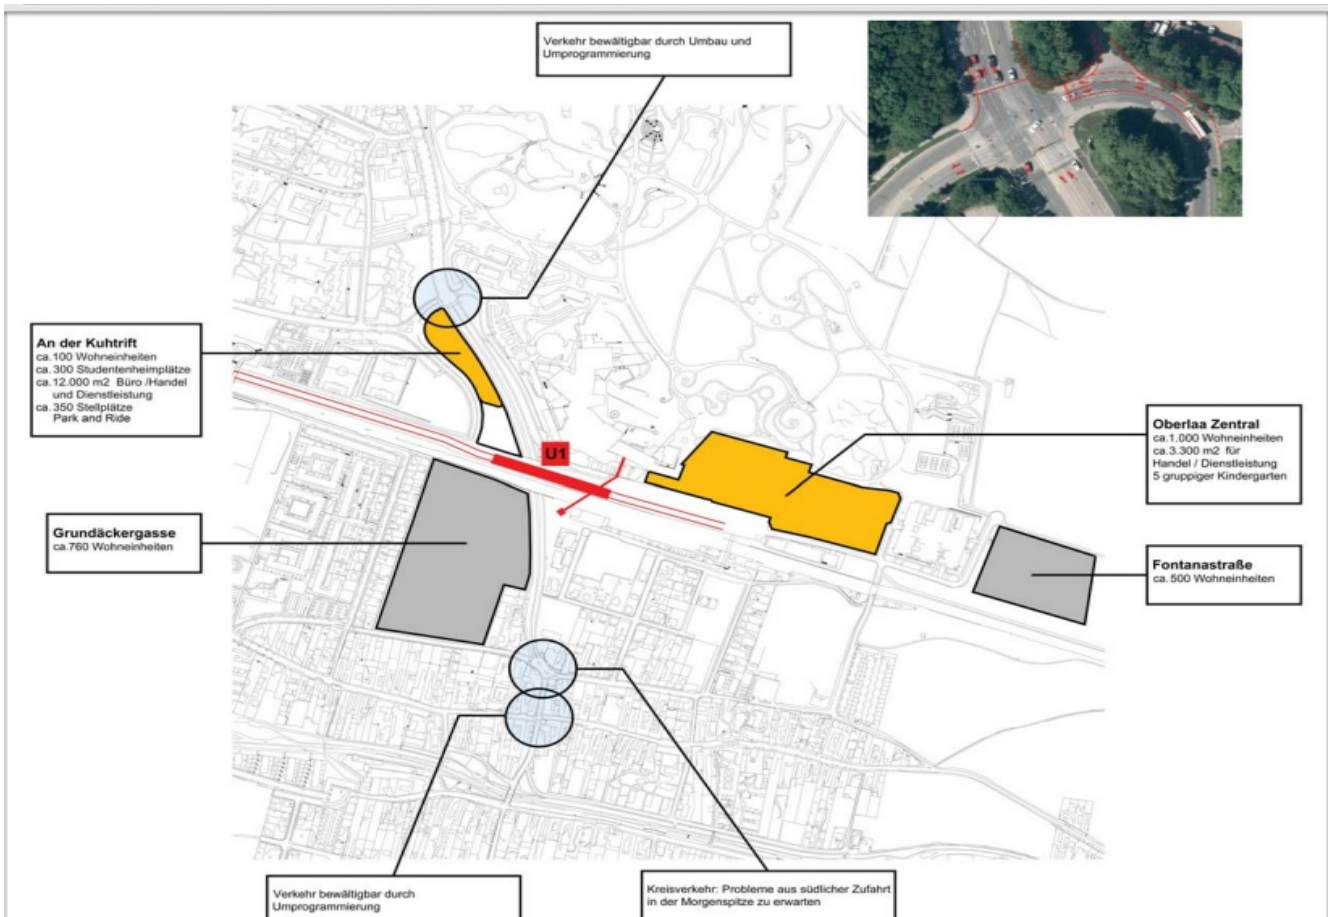 Verkehr bewältigbar durch Umbau und
Umprogrammierung
An der Kuhtrift
ca.100 Wohneinheiten
ca.300 Studentenheimplätze
ca.12.000 m2 Büro /Handel
und Dienstleistung
ca.350 Stellplätze
Park and Ride
U1
Oberlaa Zentral
ca.1.000 Wohneinheiten
ca.3.300 m2 für
Handel / Dienstleistung
5 gruppiger Kindergarten
Grundäckergasse
ca.760 Wohneinheiten
Fontanastraße
ca.500 Wohneinheiten
Verkehr bewältigbar durch
Umprogrammierung
Kreisverkehr: Probleme aus südlicher Zufahrt
in der Morgenspitze zu erwarten